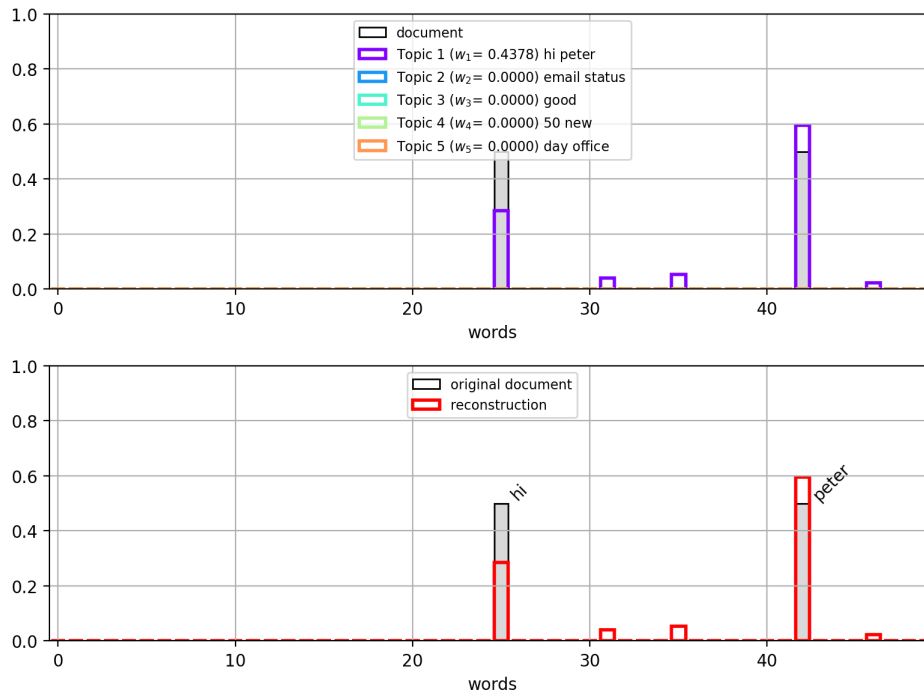 1.0
0.8
0.6
0.4
0.2
0.0
document
Topic 1 (w₁= 0.4378) hi peter
Topic 2 (w₂= 0.0000) email status
Topic 3 (w₃= 0.0000) good
Topic 4 (w₄= 0.0000) 50 new
Topic 5 (w₅= 0.0000) day office
0 10 20 30 40
words
1.0
0.8
0.6
0.4
0.2
0.0
original document
reconstruction
hi
peter
0 10 20 30 40
words